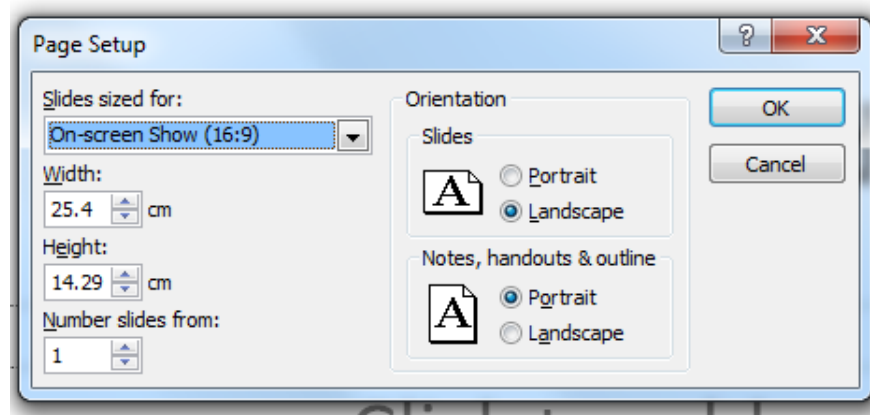 Page Setup
Slides sized for:
On-screen Show (16:9)
Width:
25.4 cm
Height:
14.29 cm
Number slides from:
1
Orientation
Slides
A
Portrait
Landscape
Notes, handouts & outline
A
Portrait
Landscape
OK
Cancel